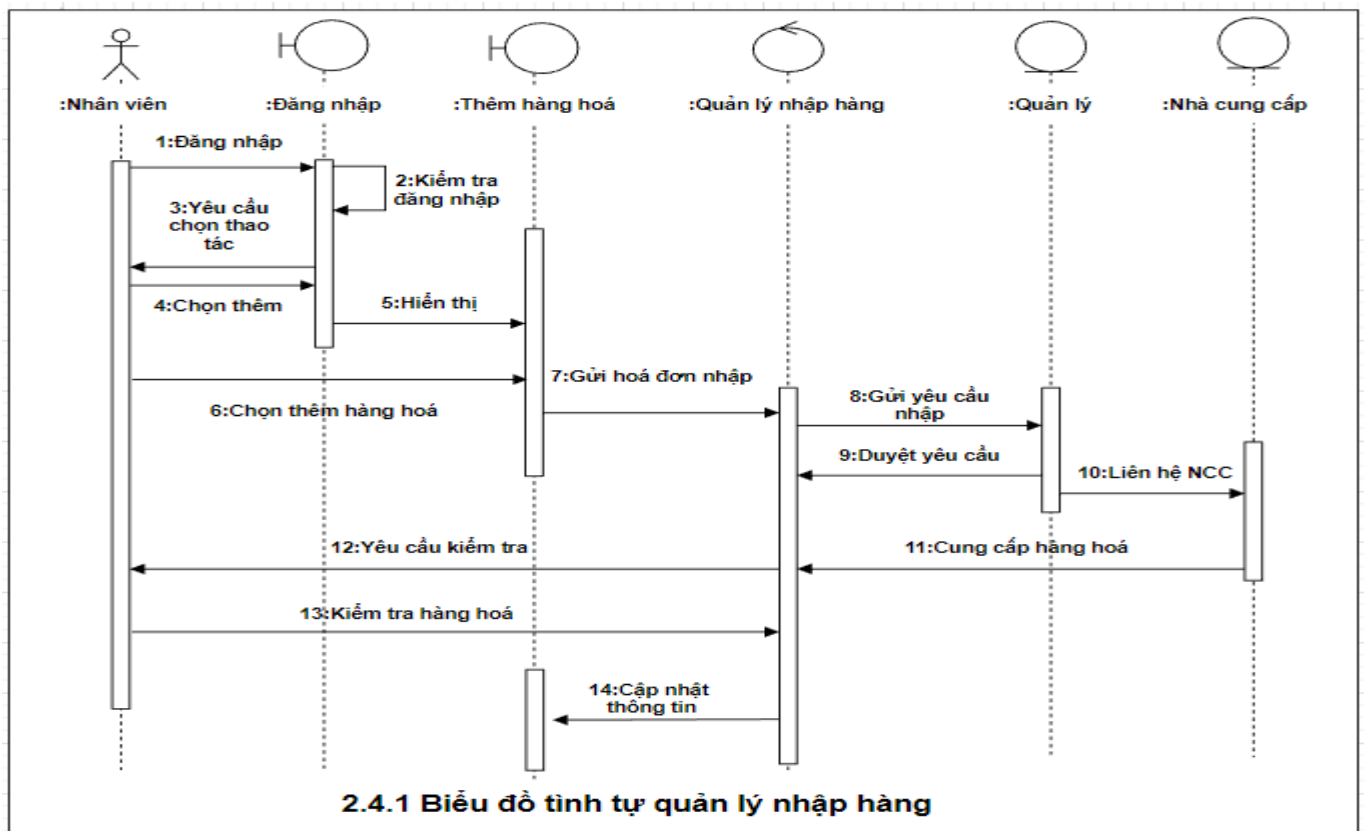 :Nhân viên
:Đăng nhập
:Thêm hàng hoá
:Quản lý nhập hàng
:Quản lý
:Nhà cung cấp
1:Đăng nhập
2:Kiểm tra
đăng nhập
3:Yêu cầu
chọn thao
tác
4:Chọn thêm
5:Hiển thị
6:Chọn thêm hàng hoá
7:Gửi hoá đơn nhập
8:Gửi yêu cầu
nhập
9:Duyệt yêu cầu
10:Liên hệ NCC
11:Cung cấp hàng hoá
12:Yêu cầu kiểm tra
13:Kiểm tra hàng hoá
14:Cập nhật
thông tin
2.4.1 Biểu đồ tình tự quản lý nhập hàng